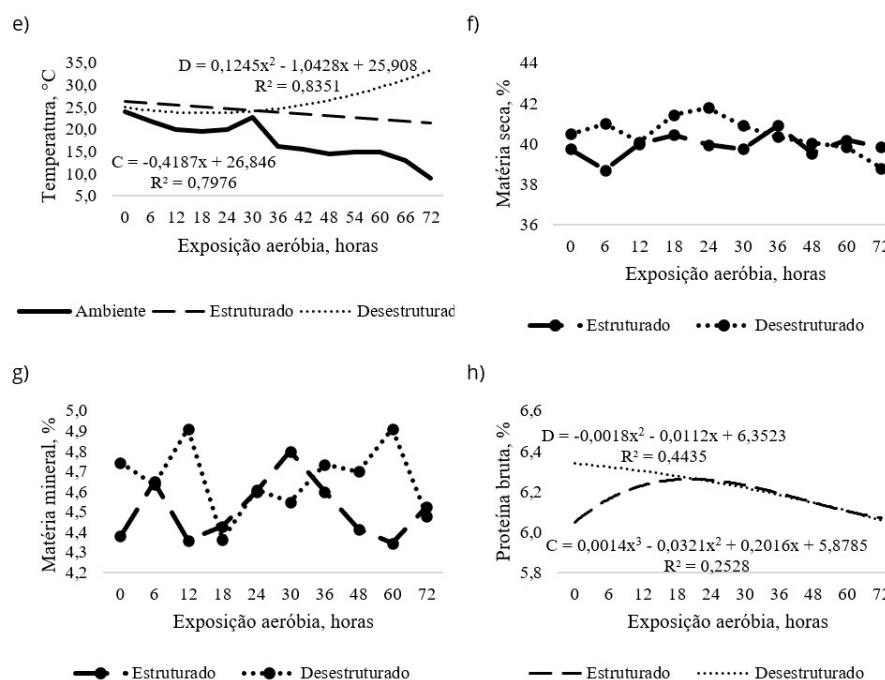 e)
D = 0,1245x² - 1,0428x + 25,908
R² = 0,8351
Temperatura, °C
35,0
30,0
25,0
20,0
15,0
10,0
5,0
C = -0,4187x + 26,846
R² = 0,7976
0 6 12 18 24 30 36 42 48 54 60 66 72
Exposição aeróbia, horas
Ambiente Estruturado Desestruturad
f)
Matéria seca, %
44
42
40
38
36
0 6 12 18 24 30 36 48 60 72
Exposição aeróbia, horas
Estruturado Desestruturado
g)
Matéria mineral, %
5,0
4,9
4,8
4,7
4,6
4,5
4,4
4,3
4,2
0 6 12 18 24 30 36 48 60 72
Exposição aeróbia, horas
Estruturado Desestruturado
h)
Proteína bruta, %
6,6
6,4
6,2
6,0
5,8
D = -0,0018x² - 0,0112x + 6,3523
R² = 0,4435
C = 0,0014x³ - 0,0321x² + 0,2016x + 5,8785
R² = 0,2528
0 6 12 18 24 30 36 48 60 72
Exposição aeróbia, horas
Estruturado Desestruturado